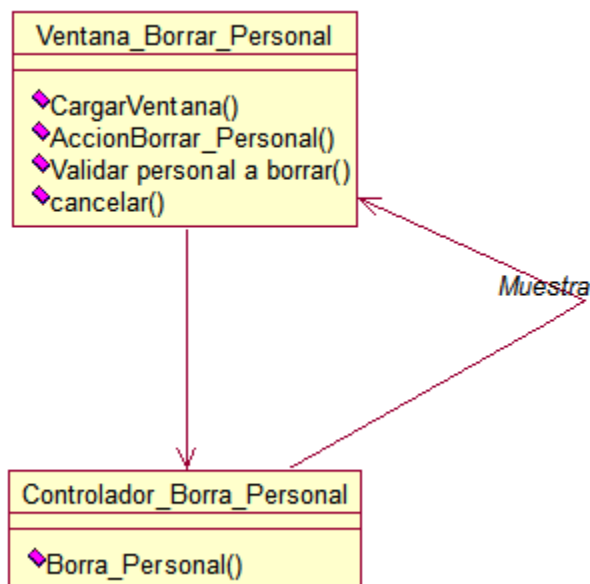 Ventana_Borrar_Personal
CargarVentana()
AccionBorrar_Personal()
Validar personal a borrar()
cancelar()
Muestra
Controlador_Borra_Personal
Borra_Personal()